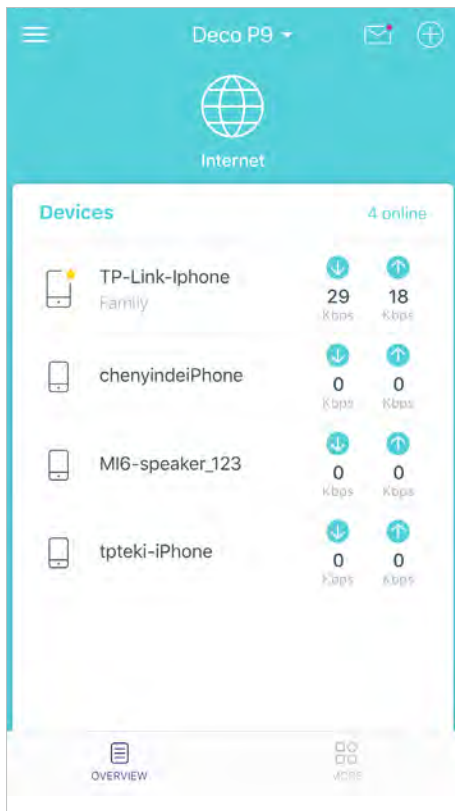 Deco P9
Internet
Devices 4 online
TP-Link-Iphone
Family
29 18
Kbps Kbps
chenyindeiPhone
0 0
Kbps Kbps
MI6-speaker_123
0 0
Kbps Kbps
tpteki-iPhone
0 0
Kbps Kbps
OVERVIEW MORE